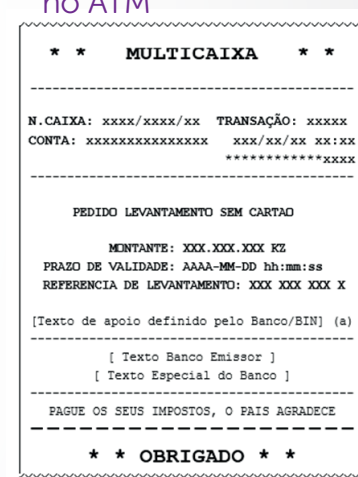 no ATM
* * MULTICAIXA * *
N.CAIXA: xxxx/xxxx/xx TRANSAÇÃO: xxxxx
CONTA: xxxxxxxxxxxxxxx xxx/xx/xx xx:xx
************xxxx
PEDIDO LEVANTAMENTO SEM CARTAO
MONTANTE: XXX.XXX.XXX KZ
PRAZO DE VALIDADE: AAAA-MM-DD hh:mm:ss
REFERENCIA DE LEVANTAMENTO: XXX XXX XXX X
[Texto de apoio definido pelo Banco/BIN] (a)
[ Texto Banco Emissor ]
[ Texto Especial do Banco ]
PAGUE OS SEUS IMPOSTOS, O PAIS AGRADECE
* * OBRIGADO * *